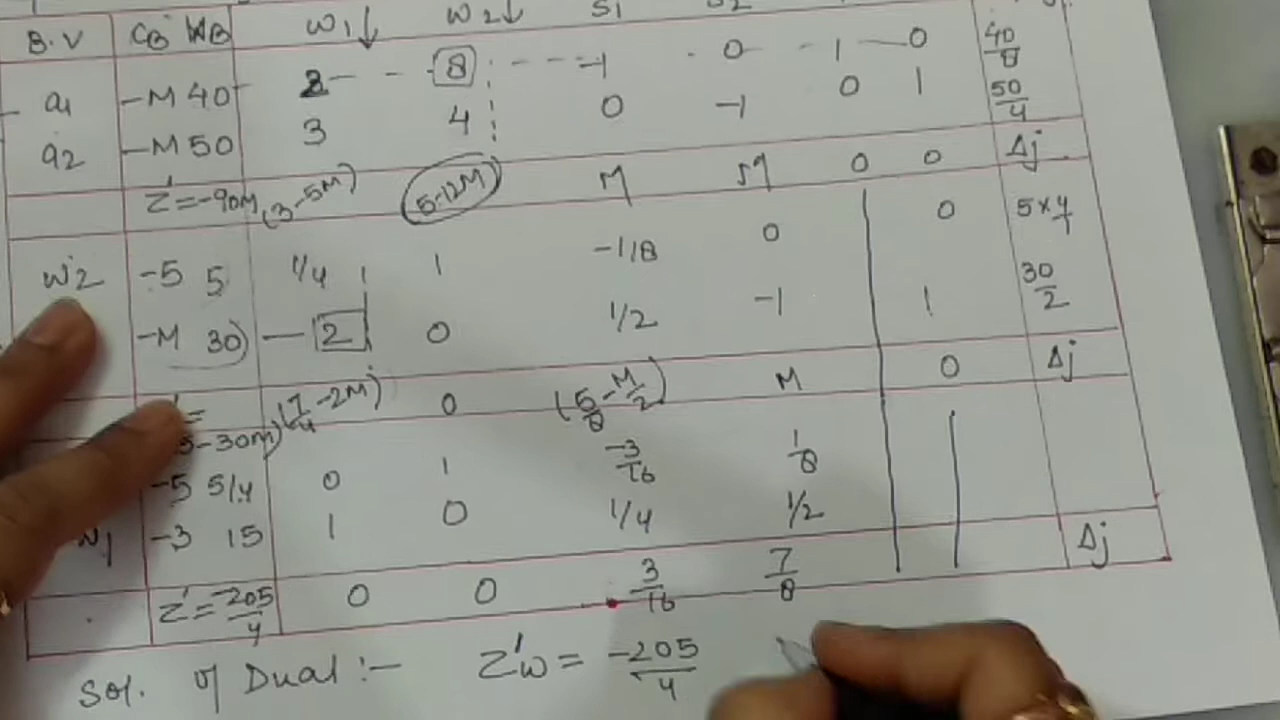 B.V CB WB W1↓ W2↓ S1
a1 -M 40 2 8 -1 0 1 0 40/8
a2 -M 50 3 4 0 -1 0 1 50/4
Z' = -90M (3-5M) (5-12M) M M 0 0 Δj
W2 -5 5 1/4 1 -1/8 0 0 5×4/1
-M 30 2 0 1/2 -1 1 30/2
(7/4-2M) 0 (5/8-M/2) M 0 Δj
-30M)
-5 5/4 0 1 -3/16 1/8
-3 15 1 0 1/4 1/2
Z' = -205/4 0 0 3/16 7/8 Δj
Sol. of Dual :- Z'w = -205/4